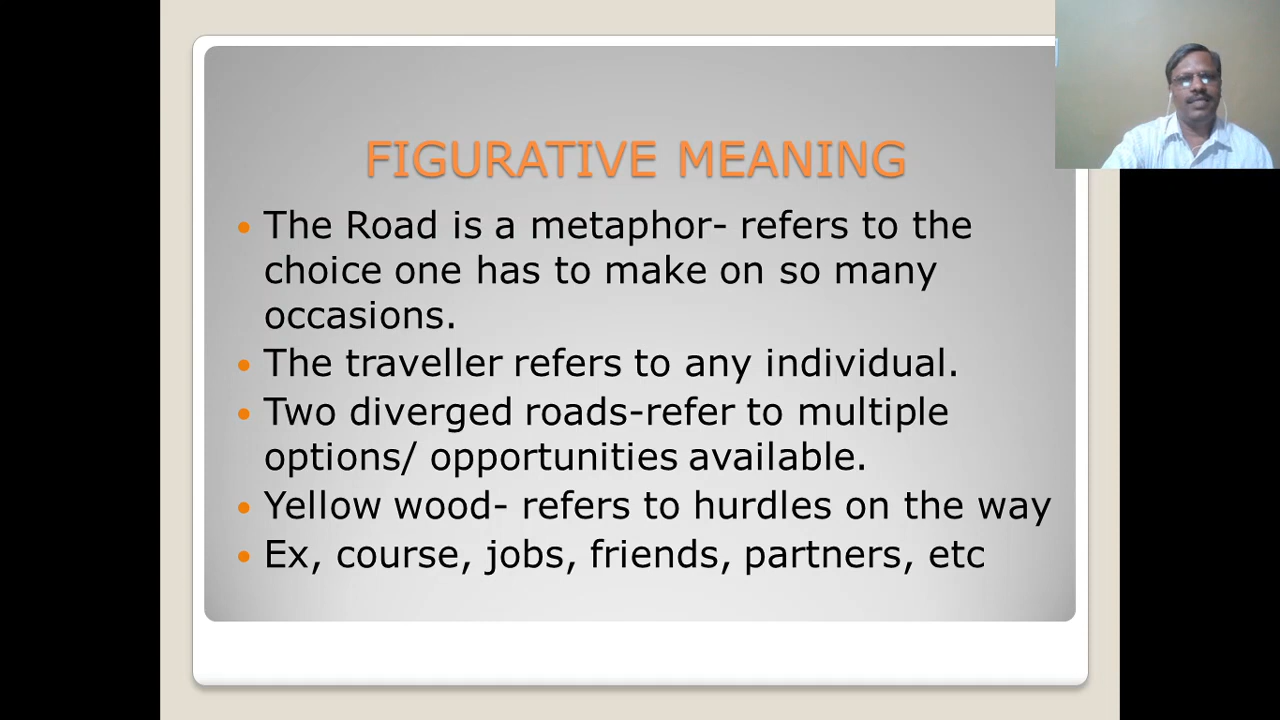 FIGURATIVE MEANING
• The Road is a metaphor- refers to the
choice one has to make on so many
occasions.
• The traveller refers to any individual.
• Two diverged roads-refer to multiple
options/ opportunities available.
• Yellow wood- refers to hurdles on the way
• Ex, course, jobs, friends, partners, etc